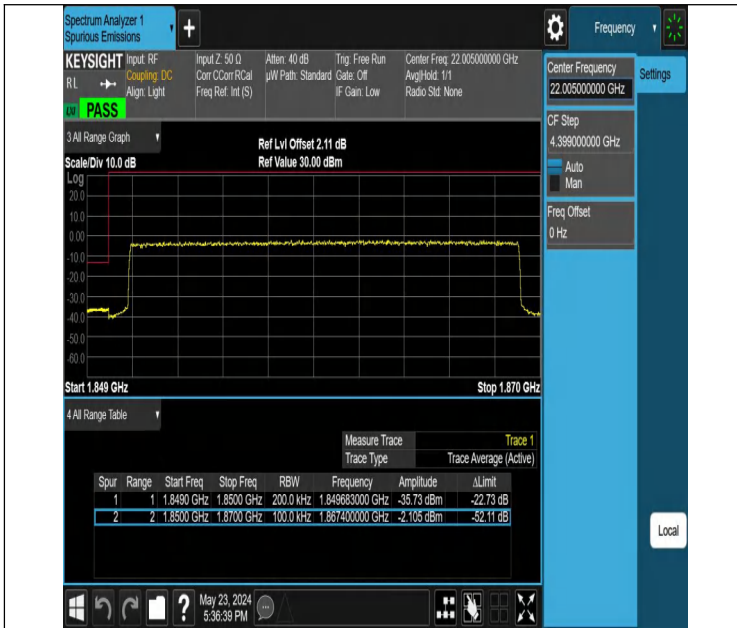 Spectrum Analyzer 1
Spurious Emissions
Frequency
KEYSIGHT Input: RF Input Z: 50 Ω Atten: 40 dB Trig: Free Run Center Freq: 22.005000000 GHz
RL Coupling: DC Corr CCorr RCal µW Path: Standard Gate: Off Avg|Hold: 1/1
Align: Light Freq Ref: Int (S) IF Gain: Low Radio Std: None
PASS
Center Frequency
22.005000000 GHz
Settings
CF Step
4.399000000 GHz
Auto
Man
Freq Offset
0 Hz
3 All Range Graph
Ref Lvl Offset 2.11 dB
Scale/Div 10.0 dB Ref Value 30.00 dBm
Log
20.0
10.0
0.00
-10.0
-20.0
-30.0
-40.0
-50.0
-60.0
Start 1.849 GHz Stop 1.870 GHz
4 All Range Table
Measure Trace Trace 1
Trace Type Trace Average (Active)
Spur Range Start Freq Stop Freq RBW Frequency Amplitude ΔLimit
1 1 1.8490 GHz 1.8500 GHz 200.0 kHz 1.849683000 GHz -35.73 dBm -22.73 dB
2 2 1.8500 GHz 1.8700 GHz 100.0 kHz 1.867400000 GHz -2.105 dBm -52.11 dB
Local
May 23, 2024
5:36:39 PM